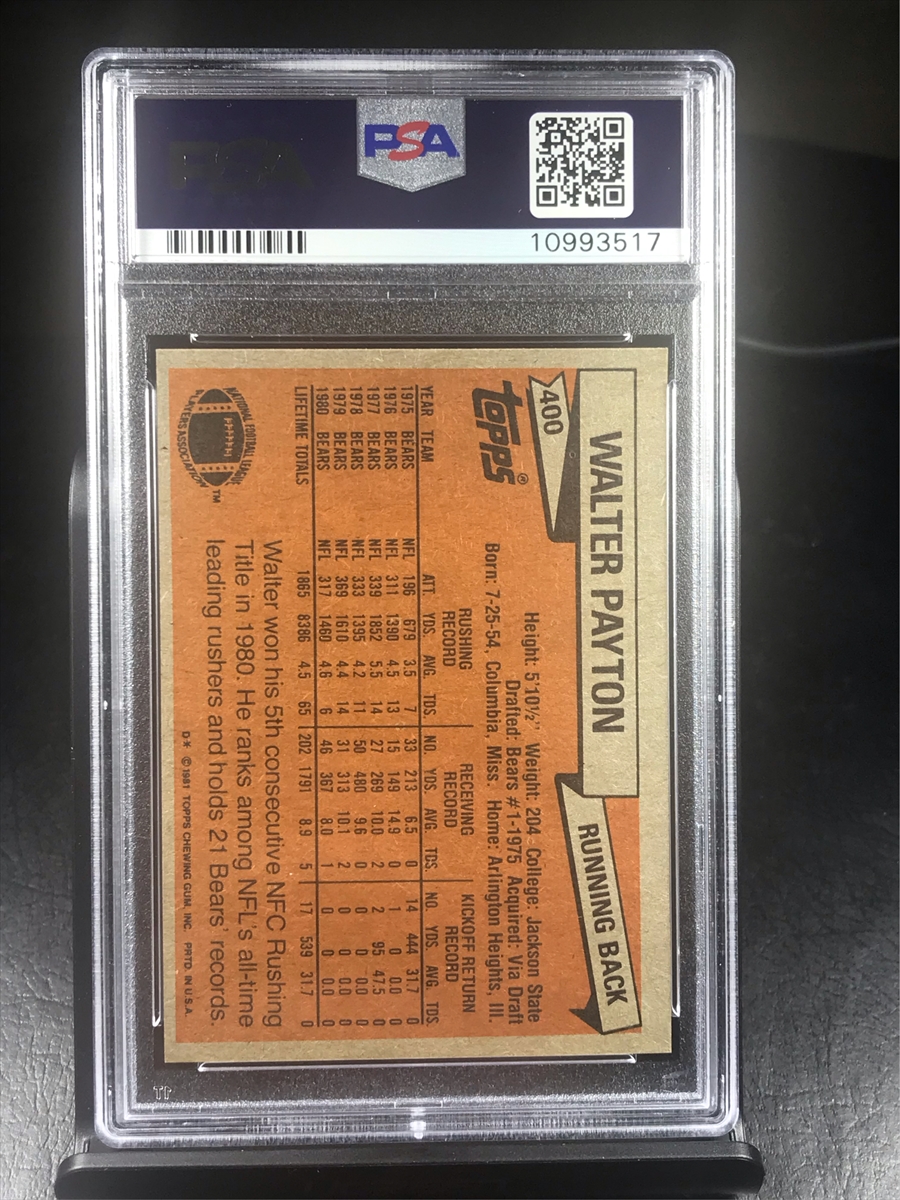 PSA
PSA
10993517
WALTER PAYTON
RUNNING BACK
400
topps®
Height: 5'10½" Weight: 204 College: Jackson State
Drafted: Bears #1-1975 Acquired: Via Draft
Born: 7-25-54, Columbia, Miss. Home: Arlington Heights, Ill.
RUSHING RECORD RECEIVING RECORD KICKOFF RETURN RECORD
YEAR TEAM ATT. YDS. AVG. TDS. NO. YDS. AVG. TDS. NO. YDS. AVG. TDS.
1975 BEARS NFL 196 679 3.5 7 33 213 6.5 0 14 444 31.7 0
1976 BEARS NFL 311 1390 4.5 13 15 149 14.9 0 1 0 0.0 0
1977 BEARS NFL 339 1852 5.5 14 27 269 10.0 2 2 95 47.5 0
1978 BEARS NFL 333 1395 4.2 11 50 480 9.6 0 0 0 0.0 0
1979 BEARS NFL 369 1610 4.4 14 31 313 10.1 2 0 0 0.0 0
1980 BEARS NFL 317 1460 4.6 6 46 367 8.0 1 0 0 0.0 0
LIFETIME TOTALS 1865 8386 4.5 65 202 1791 8.9 5 17 539 31.7 0
Walter won his 5th consecutive NFC Rushing
Title in 1980. He ranks among NFL's all-time
leading rushers and holds 21 Bears' records.
NATIONAL FOOTBALL LEAGUE
PLAYERS ASSOCIATION
TM
D* ©1981 TOPPS CHEWING GUM, INC. PRTD. IN U.S.A.